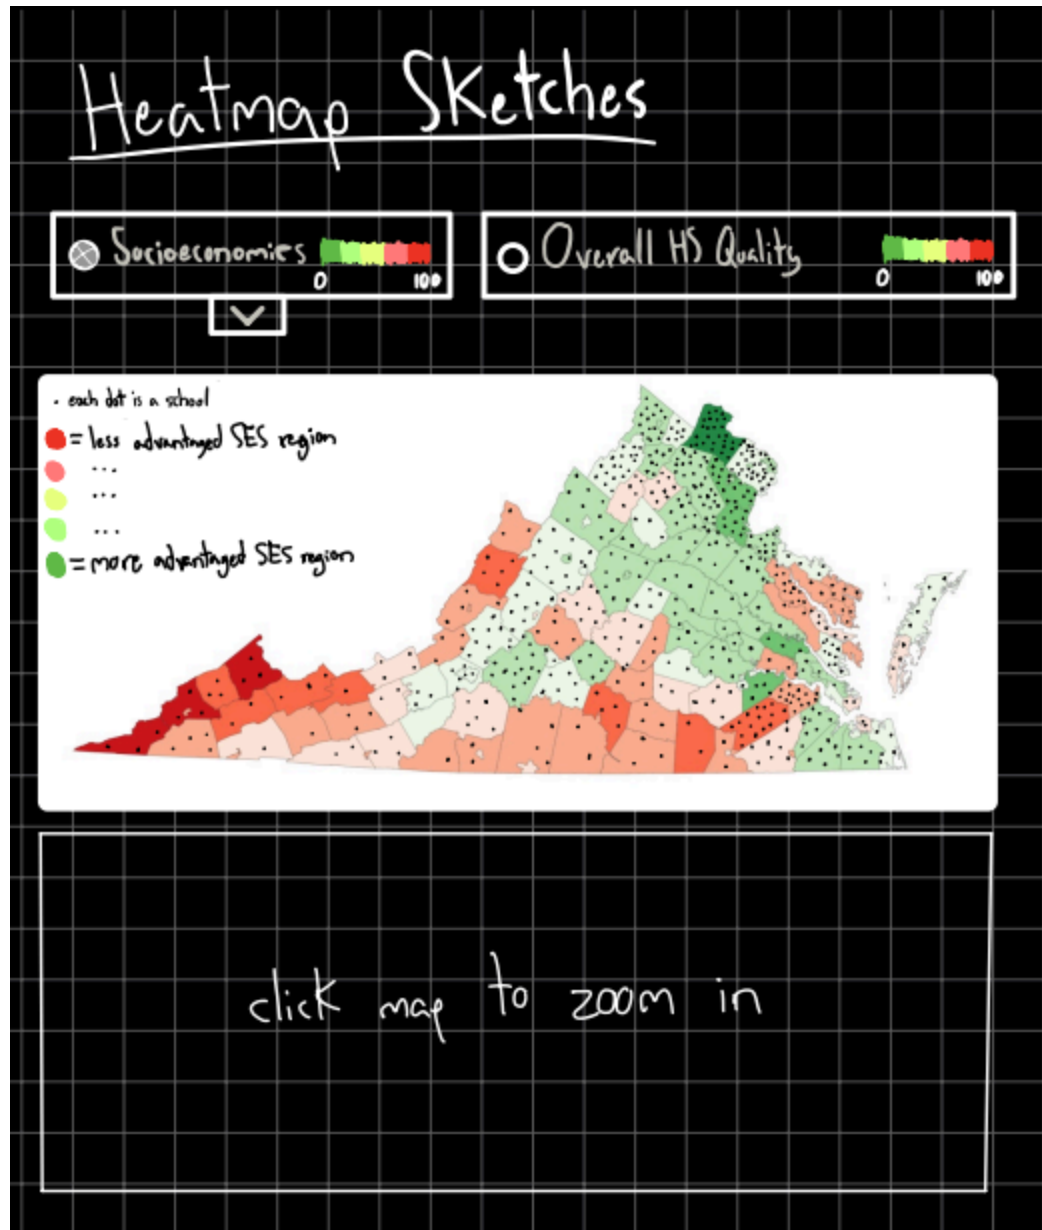 Heatmap Sketches
Socioeconomics
0 100
Overall HS Quality
0 100
. each dot is a school
= less advantaged SES region
...
...
...
= more advantaged SES region
click map to zoom in